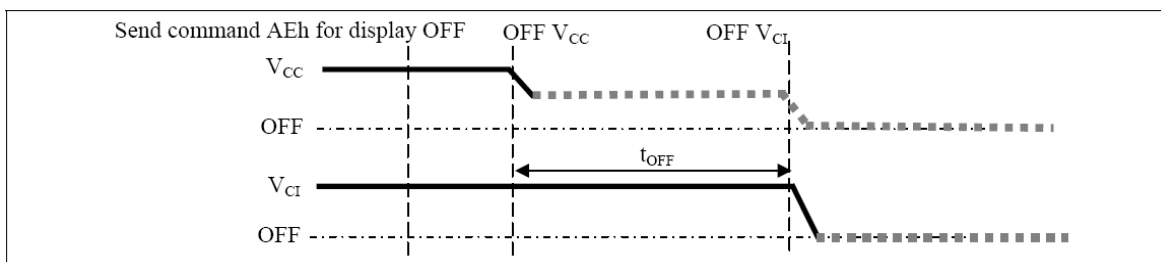 Send command AEh for display OFF OFF VCC OFF VCI
VCC
OFF
tOFF
VCI
OFF